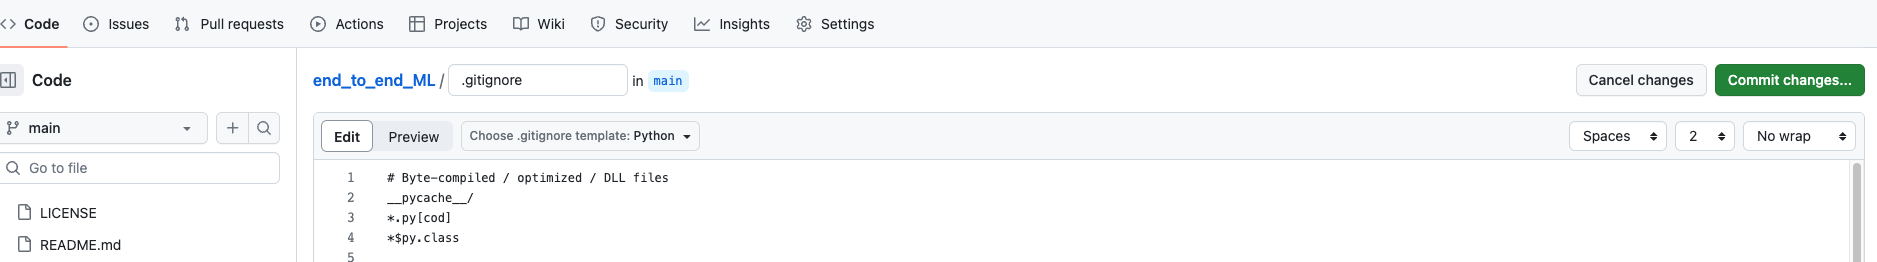 Code Issues Pull requests Actions Projects Wiki Security Insights Settings
Code
main
Go to file
LICENSE
README.md
end_to_end_ML / .gitignore in main
Cancel changes Commit changes...
Edit Preview Choose .gitignore template: Python Spaces 2 No wrap
1 # Byte-compiled / optimized / DLL files
2 __pycache__/
3 *.py[cod]
4 *$py.class
5